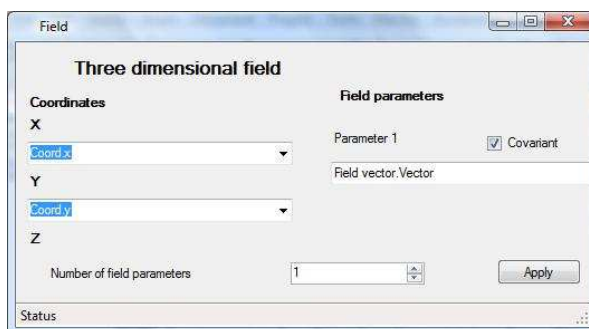 Field
Three dimensional field
Coordinates
X
Coord.x
Y
Coord.y
Z
Field parameters
Parameter 1
Covariant
Field vector.Vector
Number of field parameters
1
Apply
Status